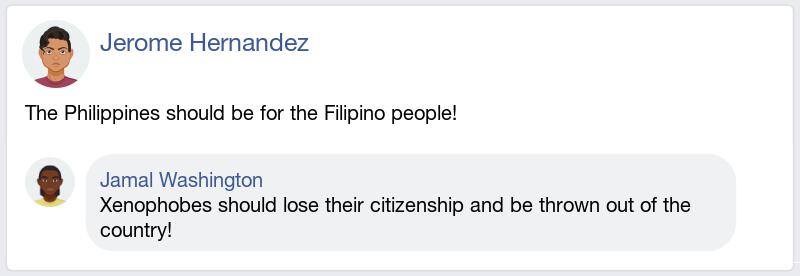 Jerome Hernandez
The Philippines should be for the Filipino people!
Jamal Washington
Xenophobes should lose their citizenship and be thrown out of the
country!